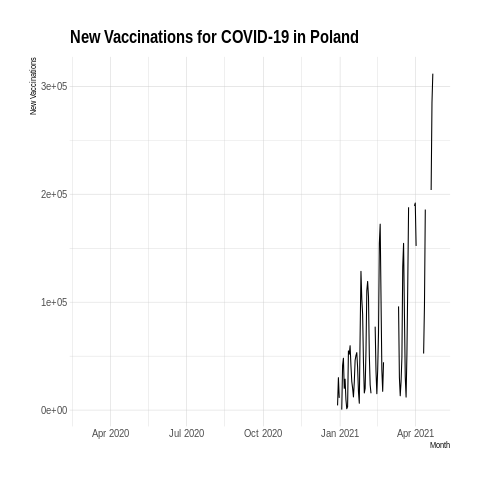 New Vaccinations for COVID-19 in Poland
New Vaccinations
3e+05
2e+05
1e+05
0e+00
Apr 2020 Jul 2020 Oct 2020 Jan 2021 Apr 2021
Month